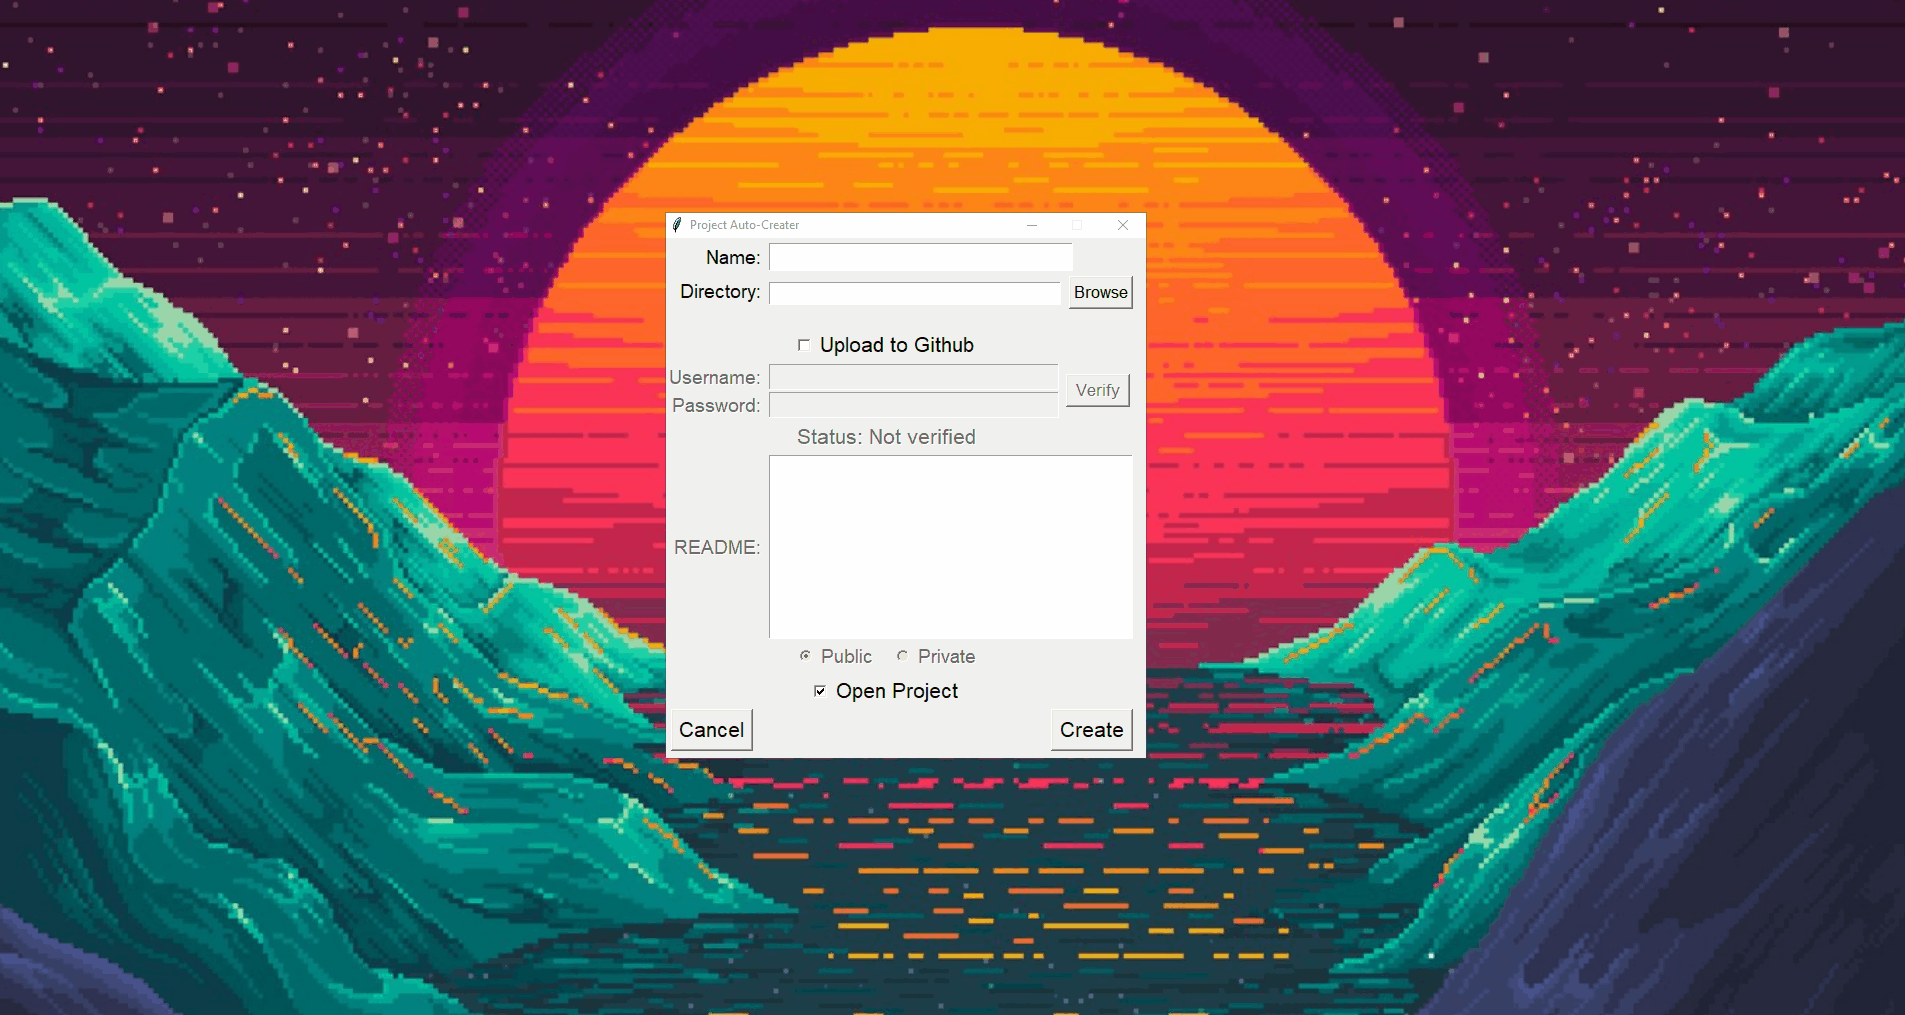 Project Auto-Creater
Name:
Directory:
Browse
Upload to Github
Username:
Verify
Password:
Status: Not verified
README:
Public
Private
Open Project
Cancel
Create